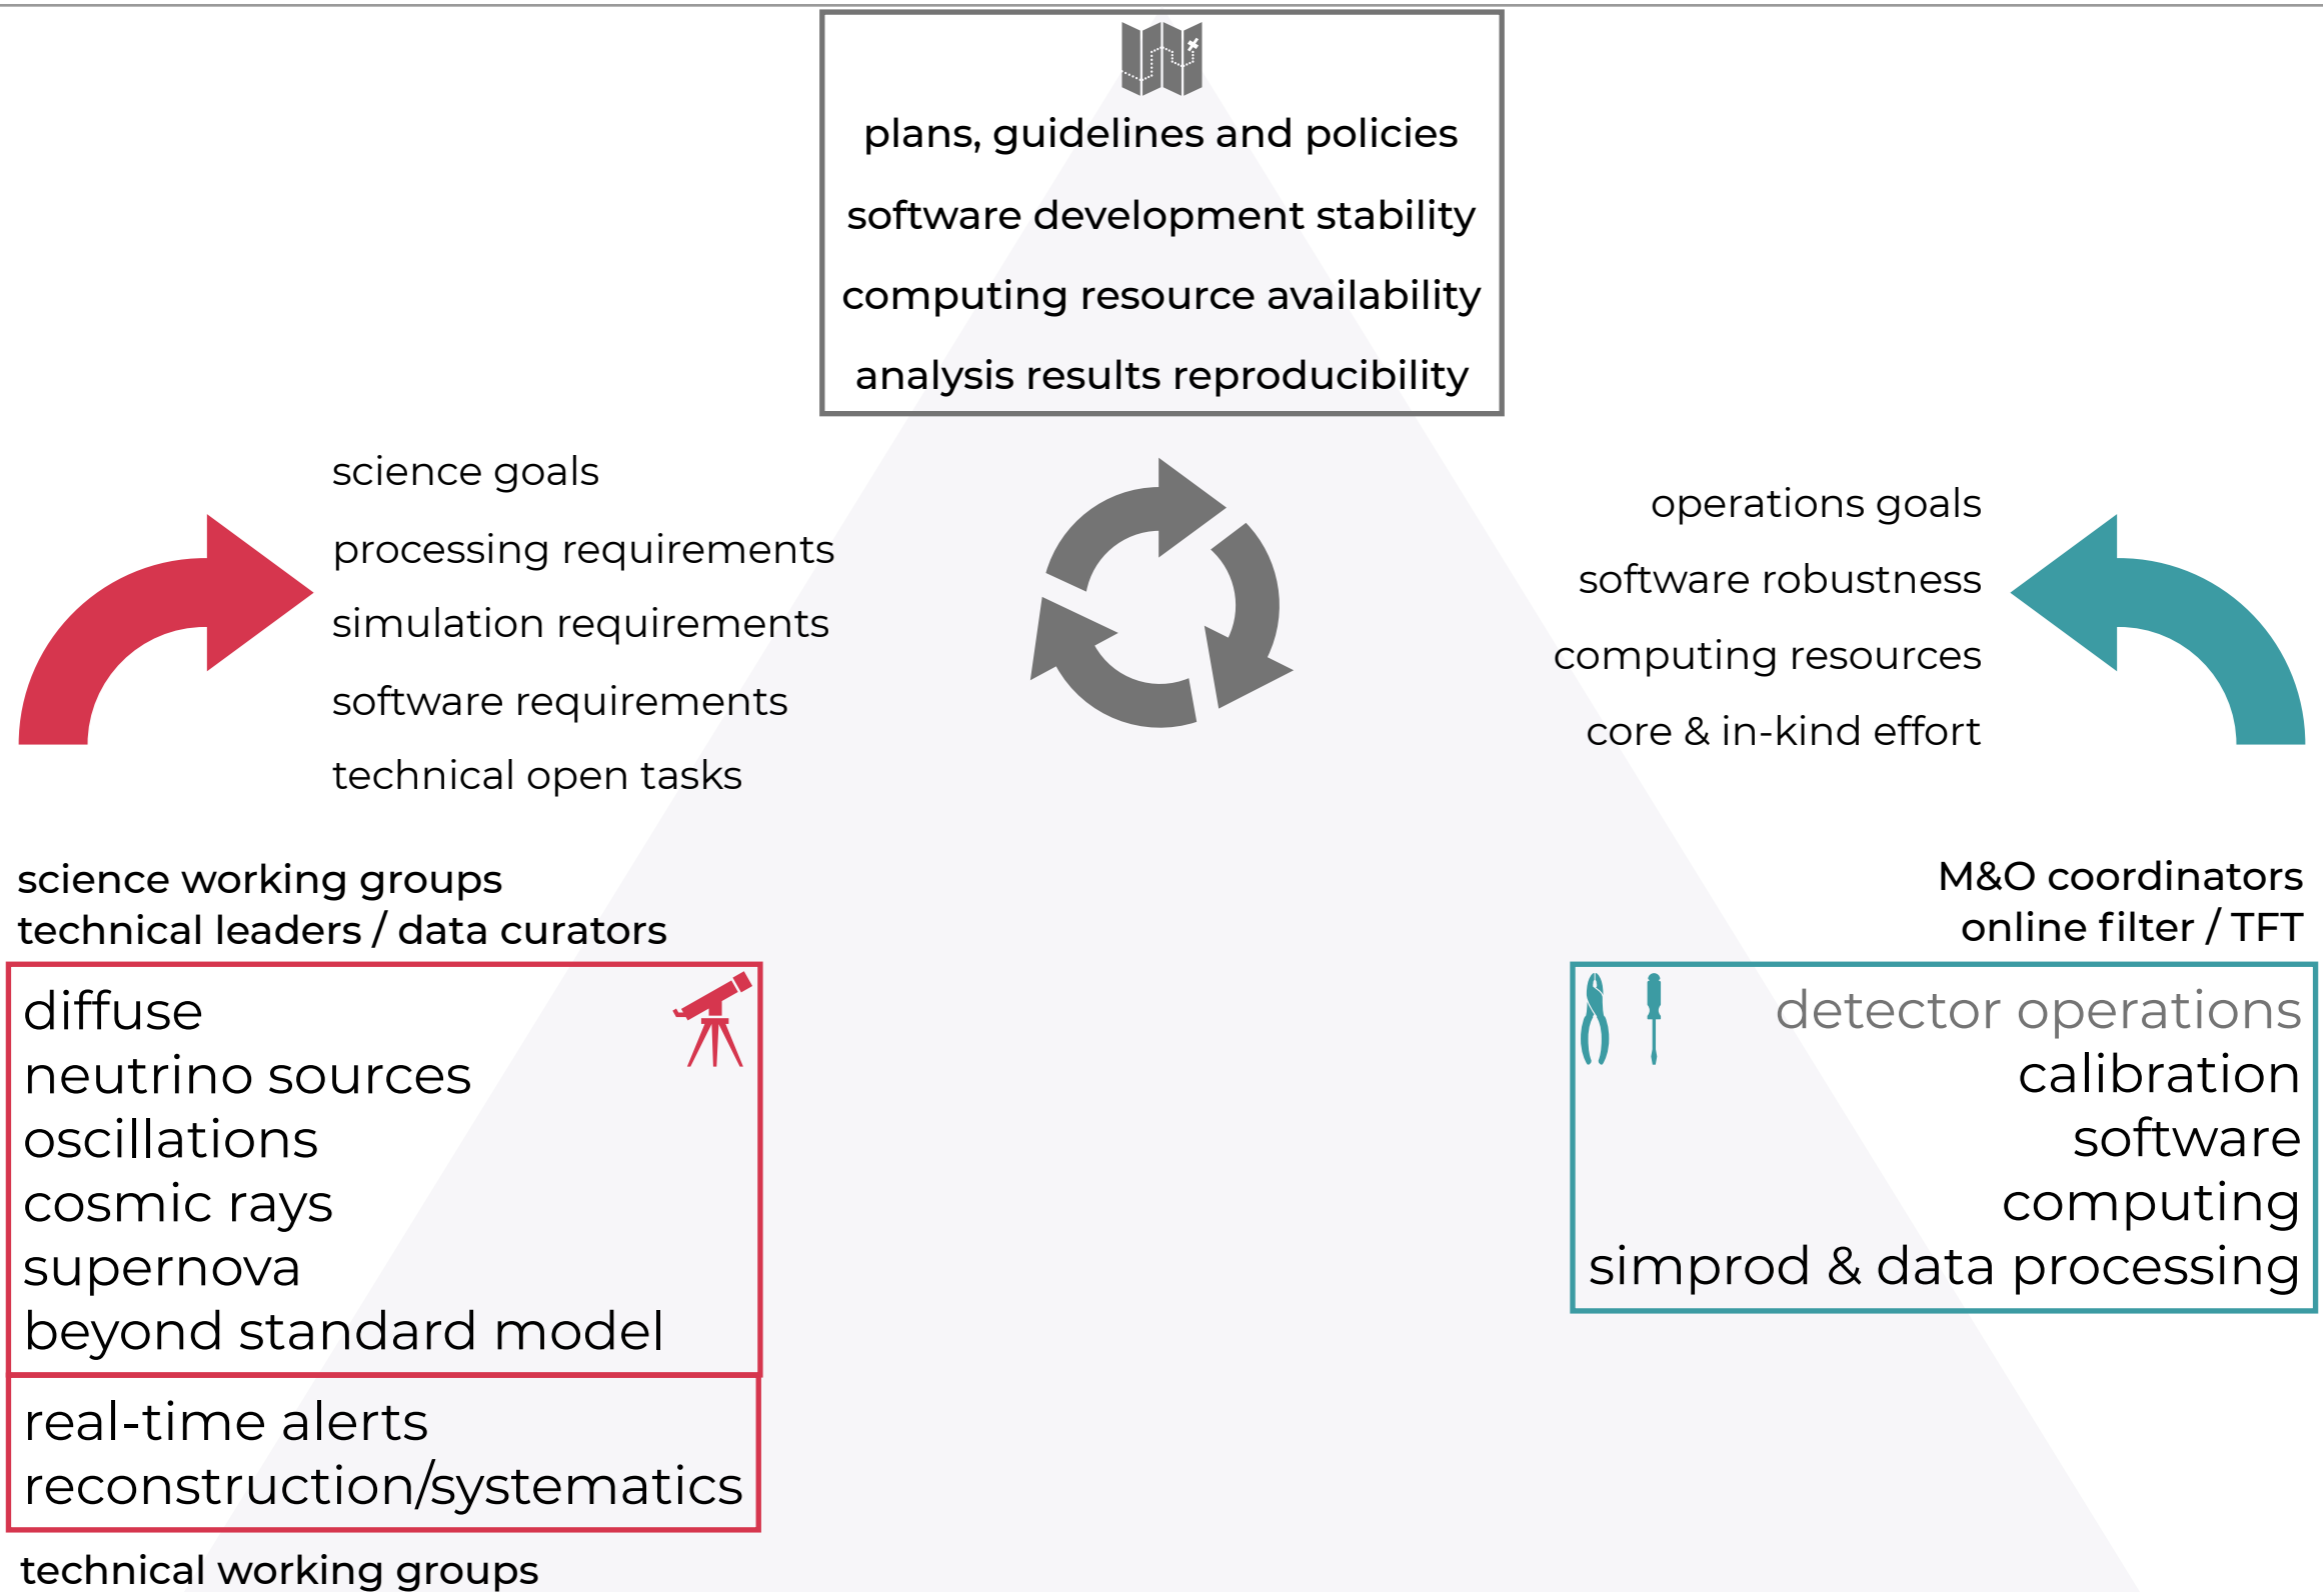 plans, guidelines and policies
software development stability
computing resource availability
analysis results reproducibility
science goals
processing requirements
simulation requirements
software requirements
technical open tasks
operations goals
software robustness
computing resources
core & in-kind effort
science working groups
technical leaders / data curators
diffuse
neutrino sources
oscillations
cosmic rays
supernova
beyond standard model
real-time alerts
reconstruction/systematics
technical working groups
M&O coordinators
online filter / TFT
detector operations
calibration
software
computing
simprod & data processing